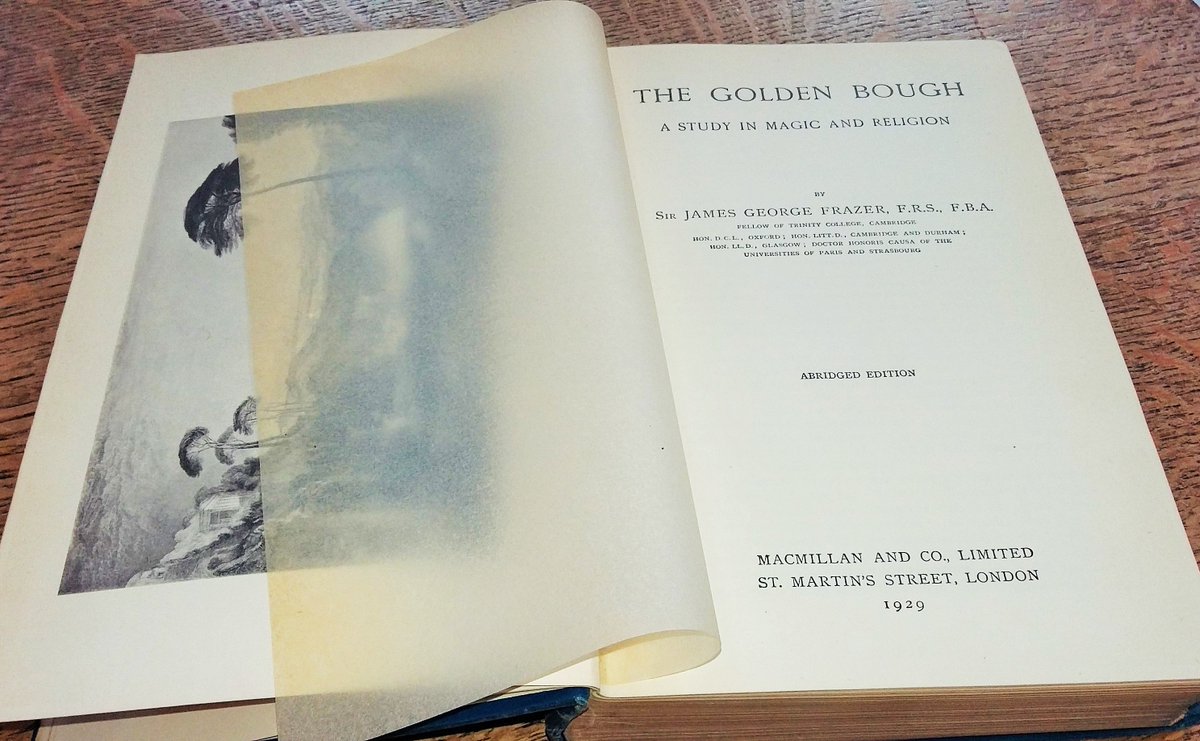 THE GOLDEN BOUGH
A STUDY IN MAGIC AND RELIGION
BY
SIR JAMES GEORGE FRAZER, F.R.S., F.B.A.
FELLOW OF TRINITY COLLEGE, CAMBRIDGE
HON. D.C.L., OXFORD; HON. LITT.D., CAMBRIDGE AND DURHAM;
HON. LL.D., GLASGOW; DOCTOR HONORIS CAUSA OF THE
UNIVERSITIES OF PARIS AND STRASBOURG
ABRIDGED EDITION
MACMILLAN AND CO., LIMITED
ST. MARTIN'S STREET, LONDON
1929